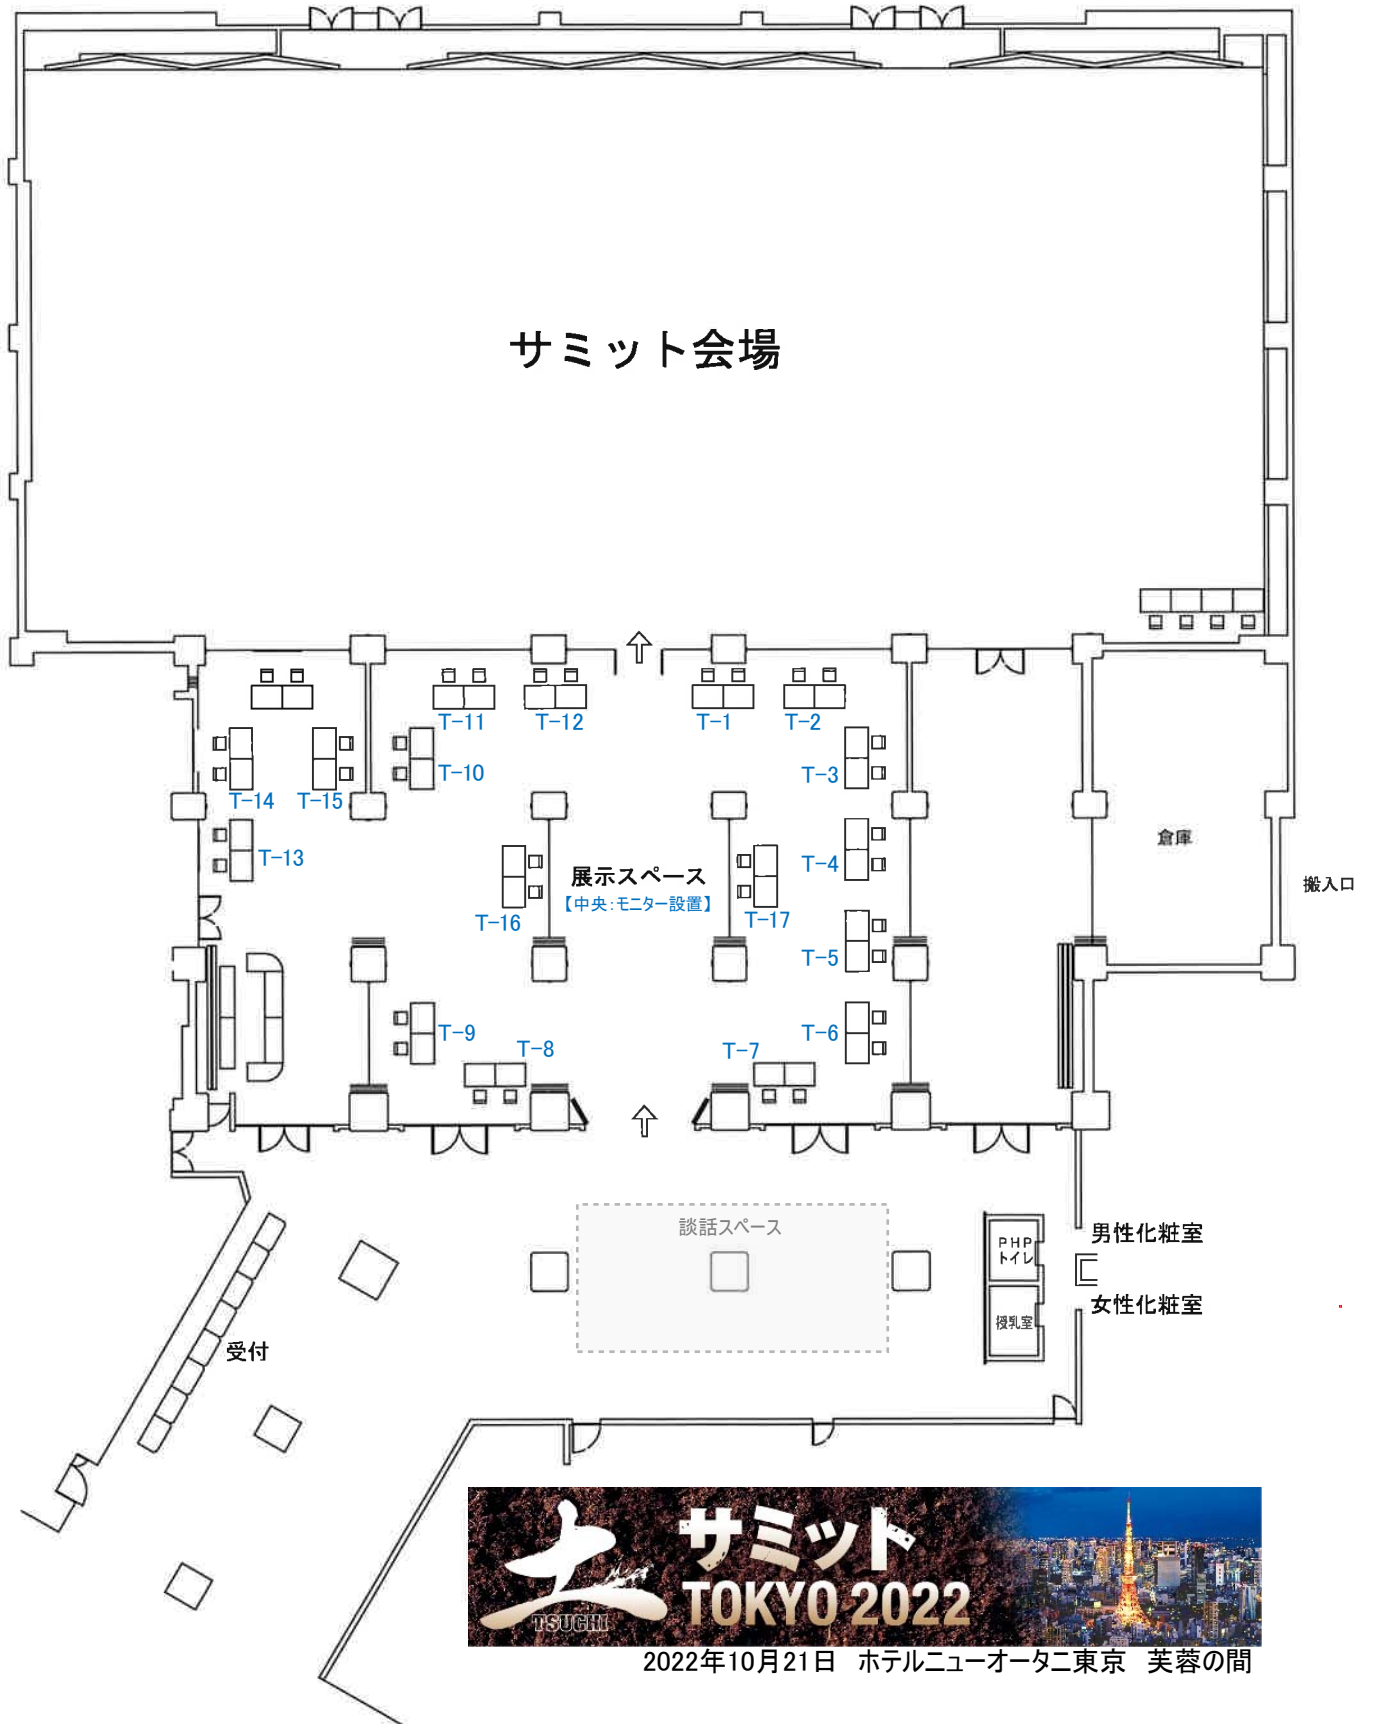 サミット会場
T-11
T-12
T-1
T-2
T-10
T-3
T-14
T-15
T-13
T-4
倉庫
展示スペース
搬入口
【中央:モニター設置】
T-16
T-17
T-5
T-9
T-6
T-8
T-7
談話スペース
男性化粧室
PHP
トイレ
女性化粧室
授乳室
受付
土
TSUCHI
サミット
TOKYO 2022
2022年10月21日 ホテルニューオータニ東京 芙蓉の間